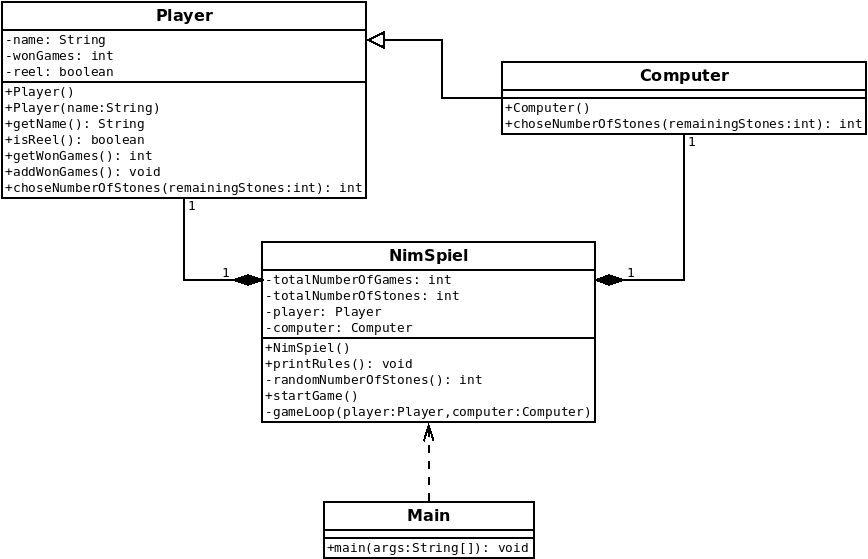 Player
-name: String
-wonGames: int
-reel: boolean
+Player()
+Player(name:String)
+getName(): String
+isReel(): boolean
+getWonGames(): int
+addWonGames(): void
+choseNumberOfStones(remainingStones:int): int
Computer
+Computer()
+choseNumberOfStones(remainingStones:int): int
1
1
1
1
NimSpiel
-totalNumberOfGames: int
-totalNumberOfStones: int
-player: Player
-computer: Computer
+NimSpiel()
+printRules(): void
-randomNumberOfStones(): int
+startGame()
-gameLoop(player:Player,computer:Computer)
Main
+main(args:String[]): void